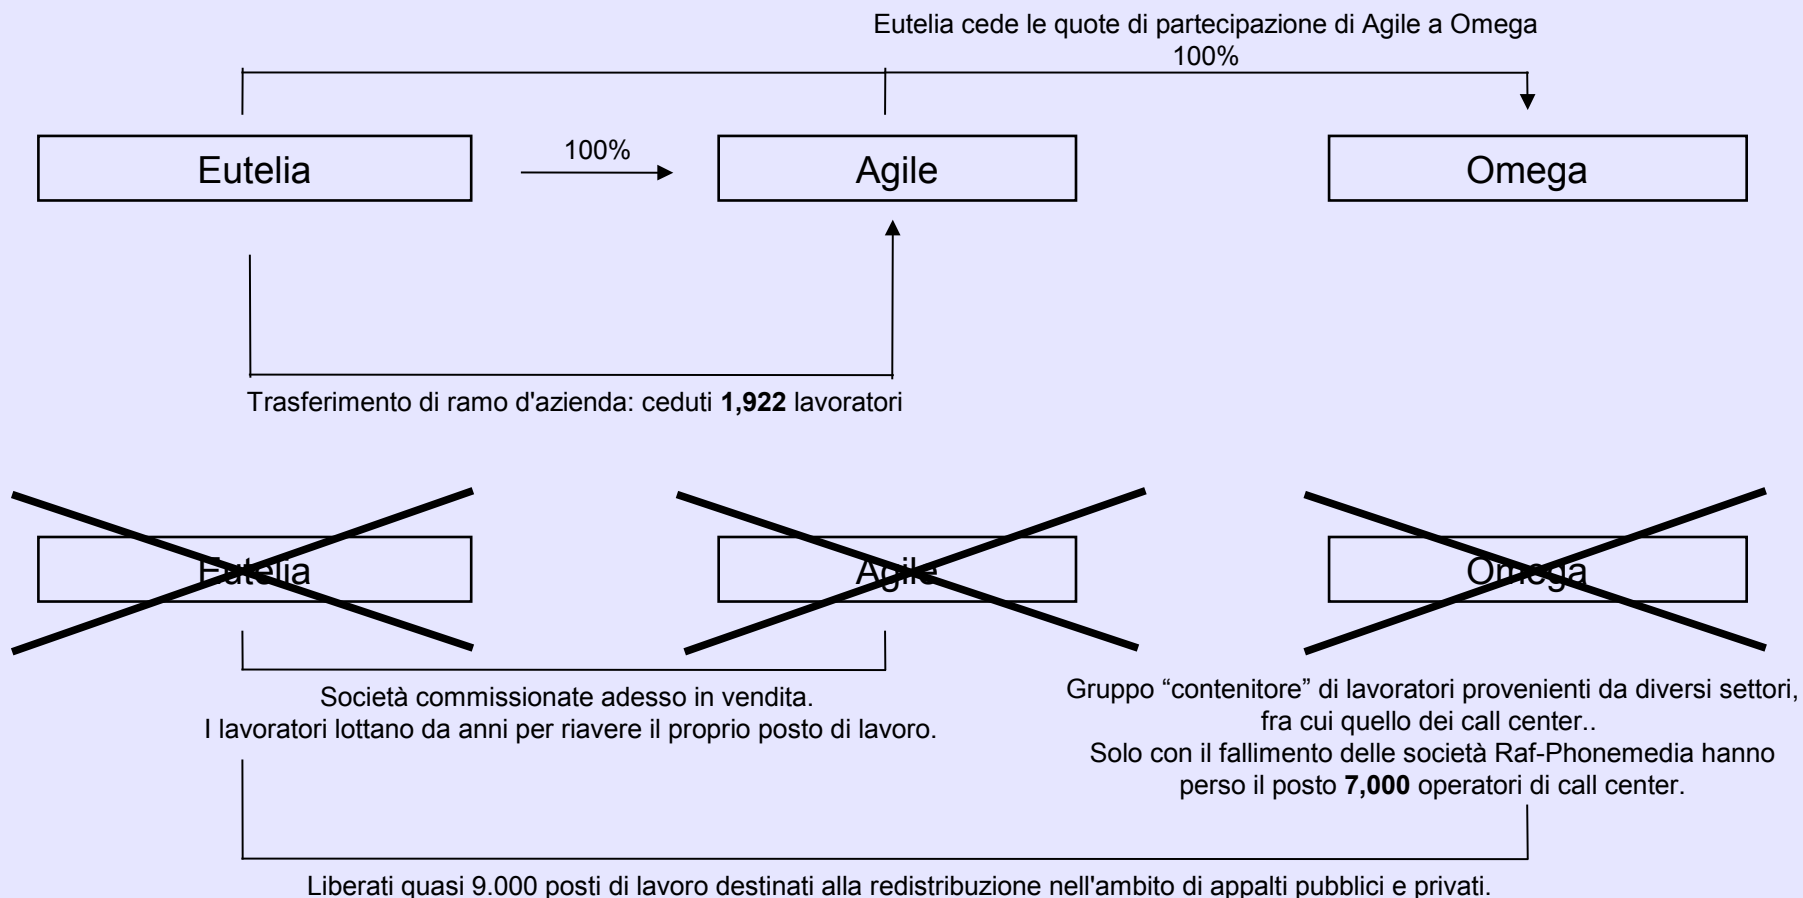 Eutelia cede le quote di partecipazione di Agile a Omega
100%
Eutelia
100%
Agile
Omega
Trasferimento di ramo d'azienda: ceduti 1,922 lavoratori
Eutelia
Agile
Omega
Società commissionate adesso in vendita.
I lavoratori lottano da anni per riavere il proprio posto di lavoro.
Gruppo “contenitore” di lavoratori provenienti da diversi settori,
fra cui quello dei call center..
Solo con il fallimento delle società Raf-Phonemedia hanno
perso il posto 7,000 operatori di call center.
Liberati quasi 9.000 posti di lavoro destinati alla redistribuzione nell'ambito di appalti pubblici e privati.